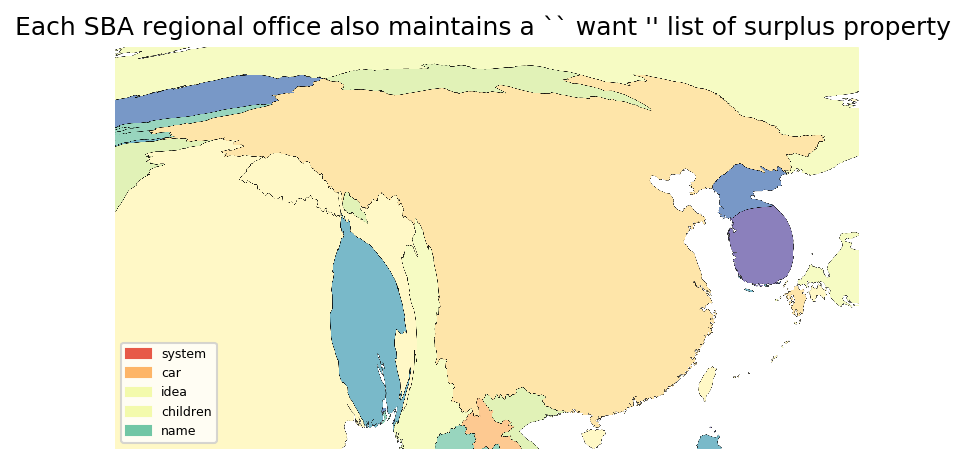 Each SBA regional office also maintains a `` want '' list of surplus property
system
car
idea
children
name